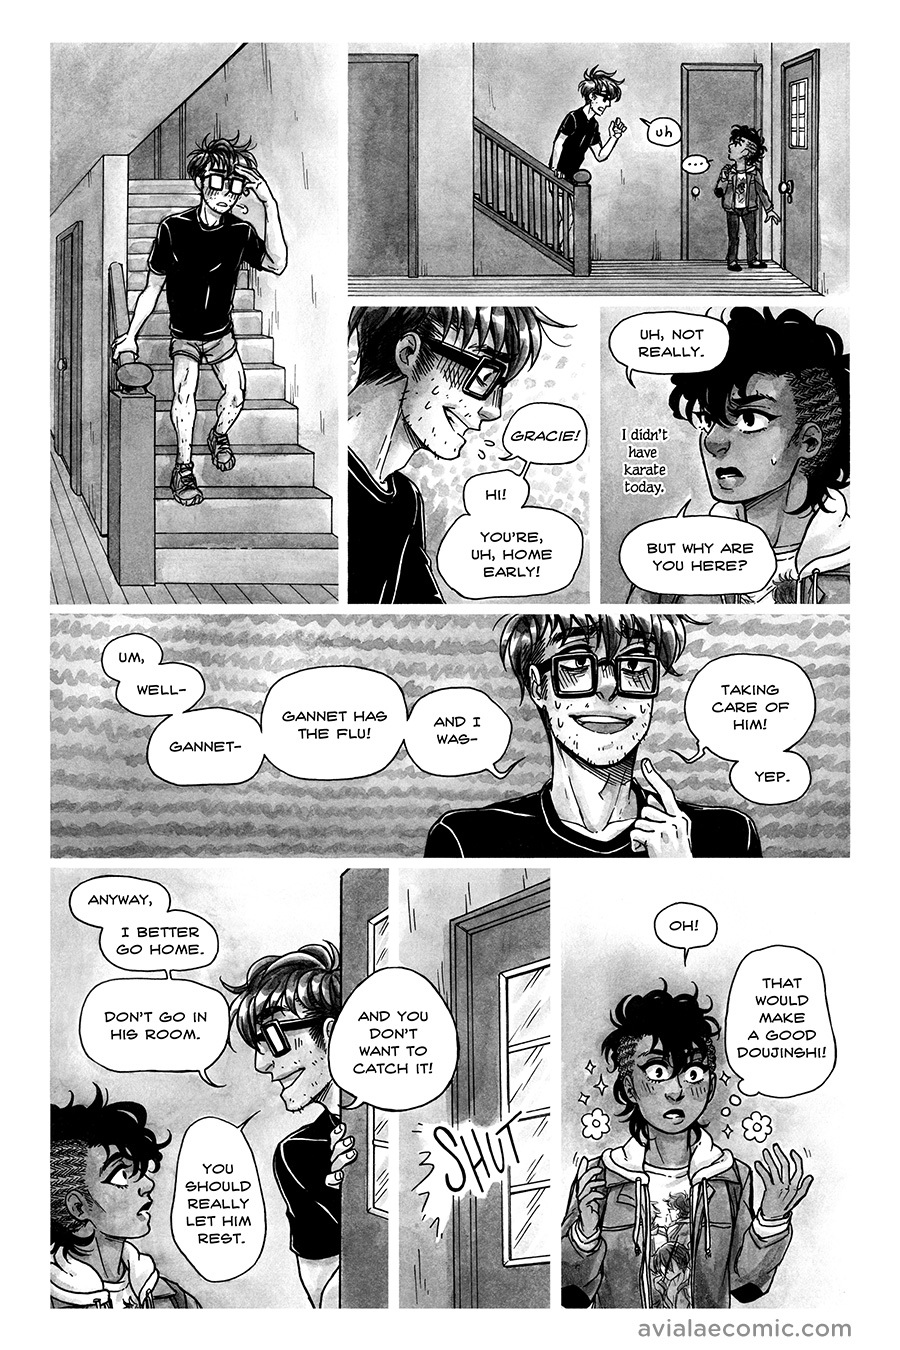 uh
...
GRACIE!
HI!
YOU'RE,
UH, HOME
EARLY!
UH, NOT
REALLY.
I didn't
have
karate
today.
BUT WHY ARE
YOU HERE?
UM,
WELL-
GANNET-
GANNET HAS
THE FLU!
AND I
WAS-
TAKING
CARE OF
HIM!
YEP.
ANYWAY,
I BETTER
GO HOME.
DON'T GO IN
HIS ROOM.
YOU
SHOULD
REALLY
LET HIM
REST.
AND YOU
DON'T
WANT TO
CATCH IT!
SHUT
OH!
THAT
WOULD
MAKE
A GOOD
DOUJINSHI!
avialaecomic.com